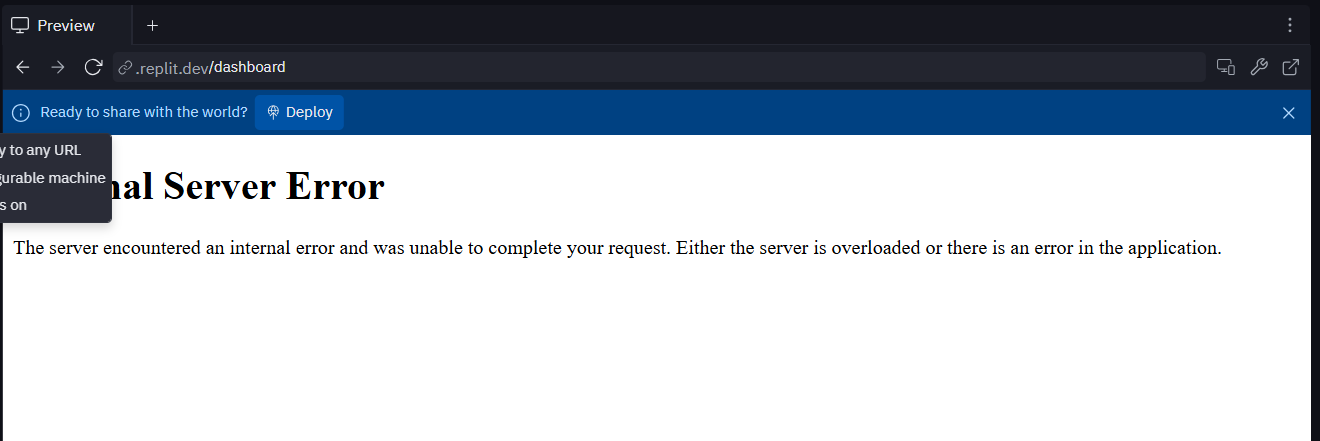 Preview
.replit.dev/dashboard
Ready to share with the world? Deploy
to any URL
machine
s on
Server Error
The server encountered an internal error and was unable to complete your request. Either the server is overloaded or there is an error in the application.